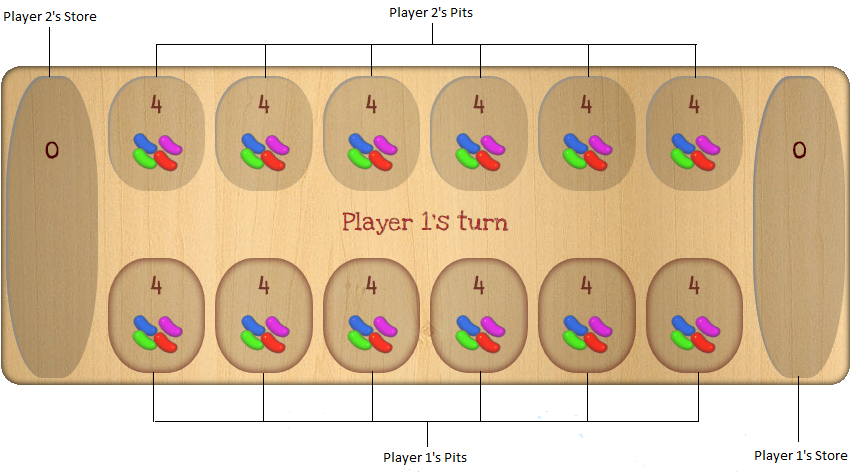 Player 2's Pits
Player 2's Store
4 4 4 4 4 4
0 0
Player 1's turn
4 4 4 4 4 4
Player 1's Pits
Player 1's Store